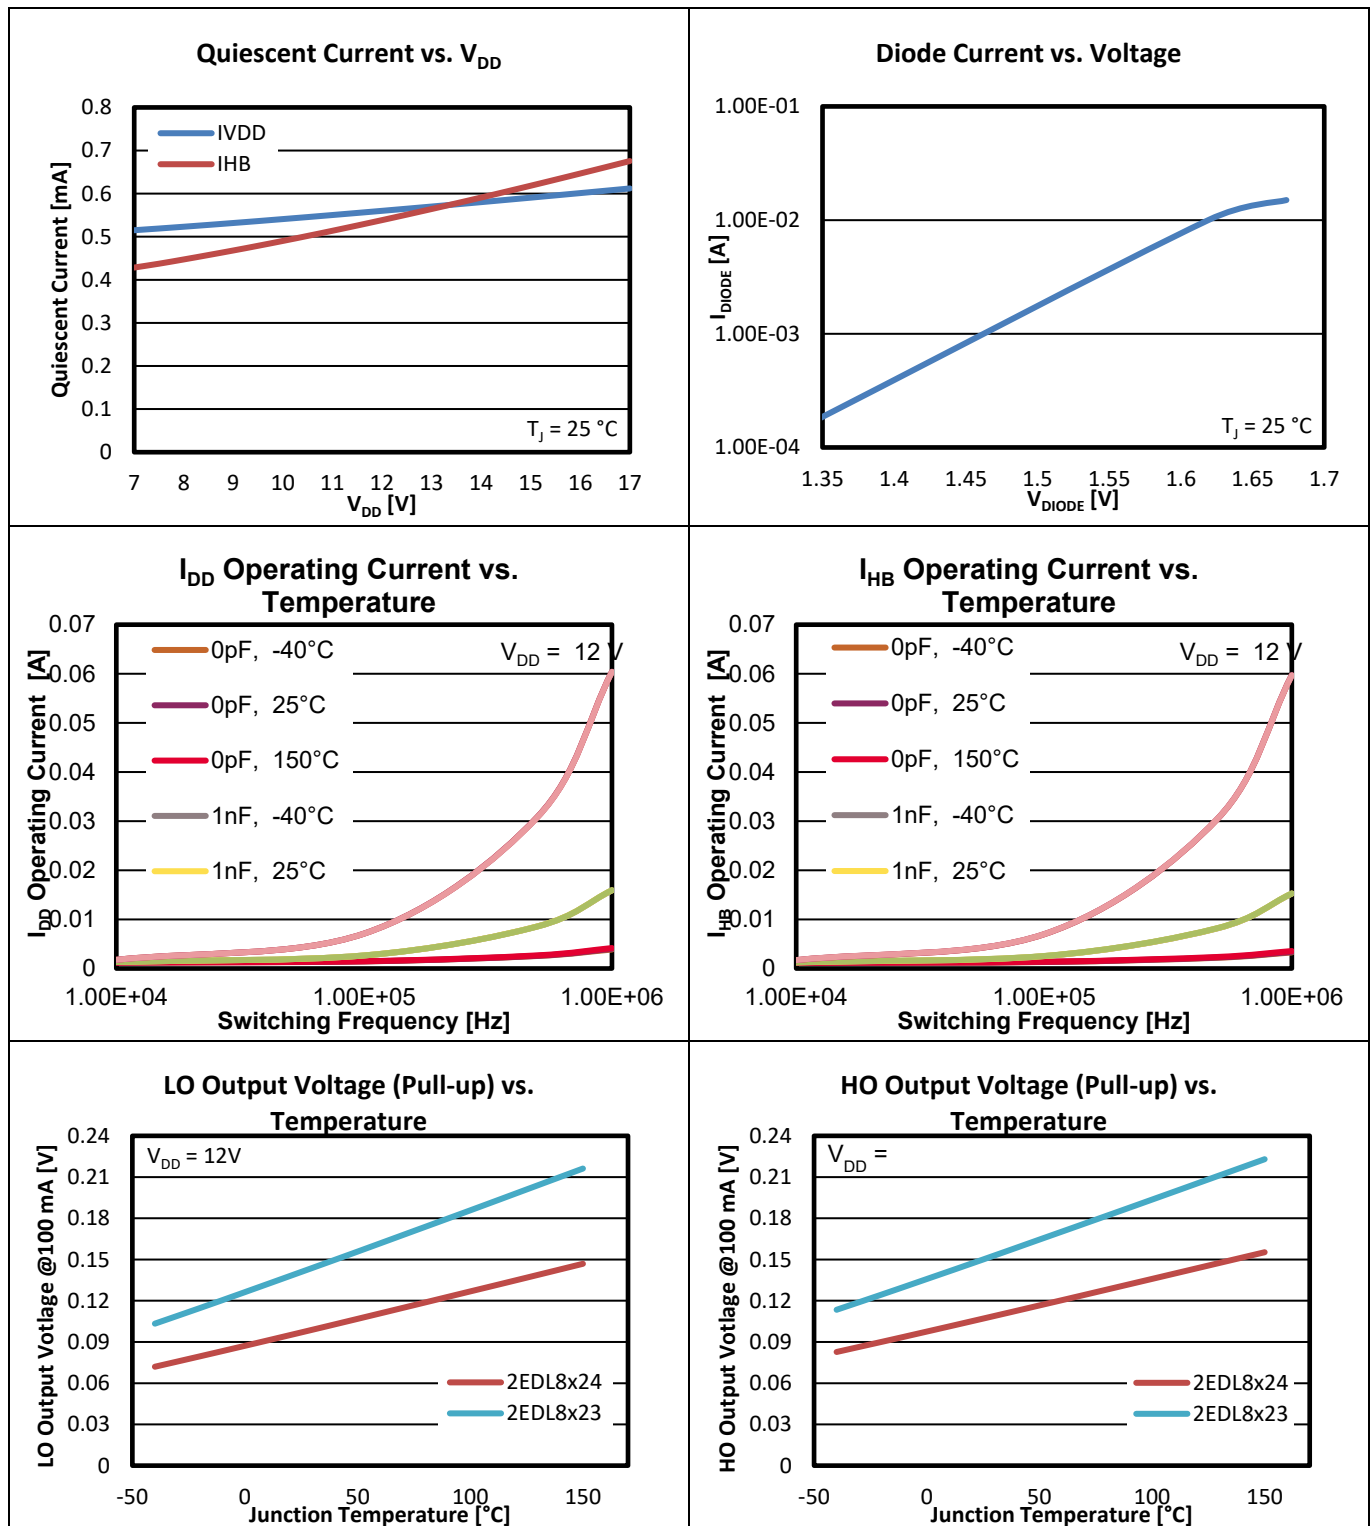 Quiescent Current vs. VDD
Quiescent Current [mA]
0.8
0.7
0.6
0.5
0.4
0.3
0.2
0.1
0
IVDD
IHB
TJ = 25 °C
7 8 9 10 11 12 13 14 15 16 17
VDD [V]
Diode Current vs. Voltage
IDIODE [A]
1.00E-01
1.00E-02
1.00E-03
1.00E-04
TJ = 25 °C
1.35 1.4 1.45 1.5 1.55 1.6 1.65 1.7
VDIODE [V]
IDD Operating Current vs.
Temperature
IDD Operating Current [A]
0.07
0.06
0.05
0.04
0.03
0.02
0.01
0
0pF, -40°C
0pF, 25°C
0pF, 150°C
1nF, -40°C
1nF, 25°C
VDD = 12 V
1.00E+04 1.00E+05 1.00E+06
Switching Frequency [Hz]
IHB Operating Current vs.
Temperature
IHB Operating Current [A]
0.07
0.06
0.05
0.04
0.03
0.02
0.01
0
0pF, -40°C
0pF, 25°C
0pF, 150°C
1nF, -40°C
1nF, 25°C
VDD = 12 V
1.00E+04 1.00E+05 1.00E+06
Switching Frequency [Hz]
LO Output Voltage (Pull-up) vs.
Temperature
LO Output Votlage @100 mA [V]
0.24
0.21
0.18
0.15
0.12
0.09
0.06
0.03
0
VDD = 12V
2EDL8x24
2EDL8x23
-50 0 50 100 150
Junction Temperature [°C]
HO Output Voltage (Pull-up) vs.
Temperature
HO Output Votlage @100 mA [V]
0.24
0.21
0.18
0.15
0.12
0.09
0.06
0.03
0
VDD =
2EDL8x24
2EDL8x23
-50 0 50 100 150
Junction Temperature [°C]